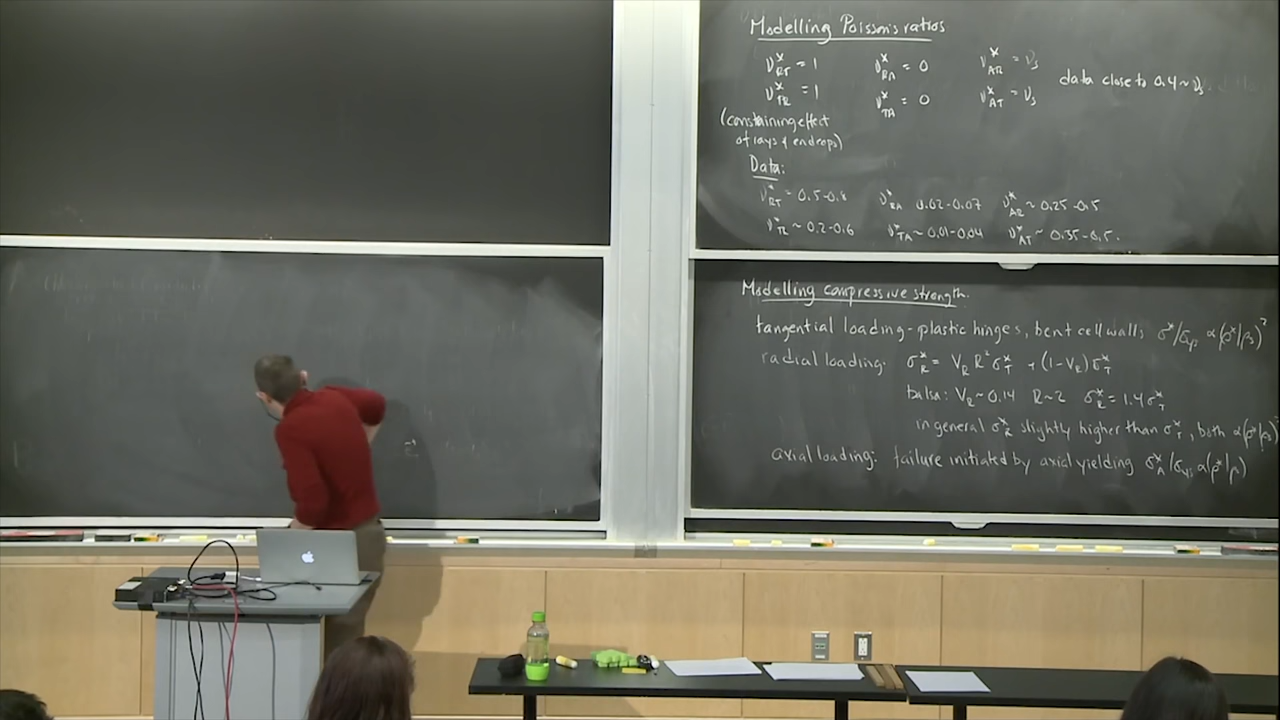 Modelling Poisson's ratios
ν*RT = 1 ν*RA = 0 ν*AR = νs
ν*TR = 1 ν*TA = 0 ν*AT = νs data close to 0.4 ~ νs
(constraining effect
of rays & end caps)
Data:
ν*RT = 0.5-0.8 ν*RA 0.02-0.07 ν*AR ~ 0.25-0.5
ν*TR ~ 0.2-0.6 ν*TA ~ 0.01-0.04 ν*AT ~ 0.35-0.5.
Modelling compressive strength.
tangential loading - plastic hinges, bent cell walls σ*/σys α(ρ*/ρs)²
radial loading: σ*R = VR R² σ*T + (1-VR) σ*T
balsa: VR ~ 0.14 R ~ 2 σ*R = 1.4 σ*T
in general σ*R slightly higher than σ*T, both α(ρ*/ρs)²
axial loading: failure initiated by axial yielding σ*A/σys α(ρ*/ρs)